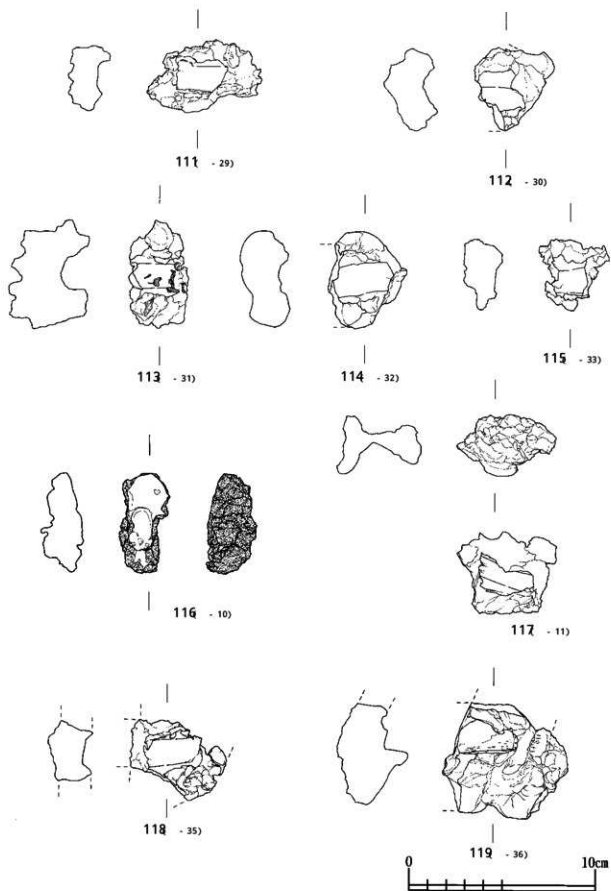 111( - 29)
112( - 30)
113( - 31)
114( - 32)
115( - 33)
116( - 10)
117( - 11)
118( - 35)
119( - 36)
0 10cm